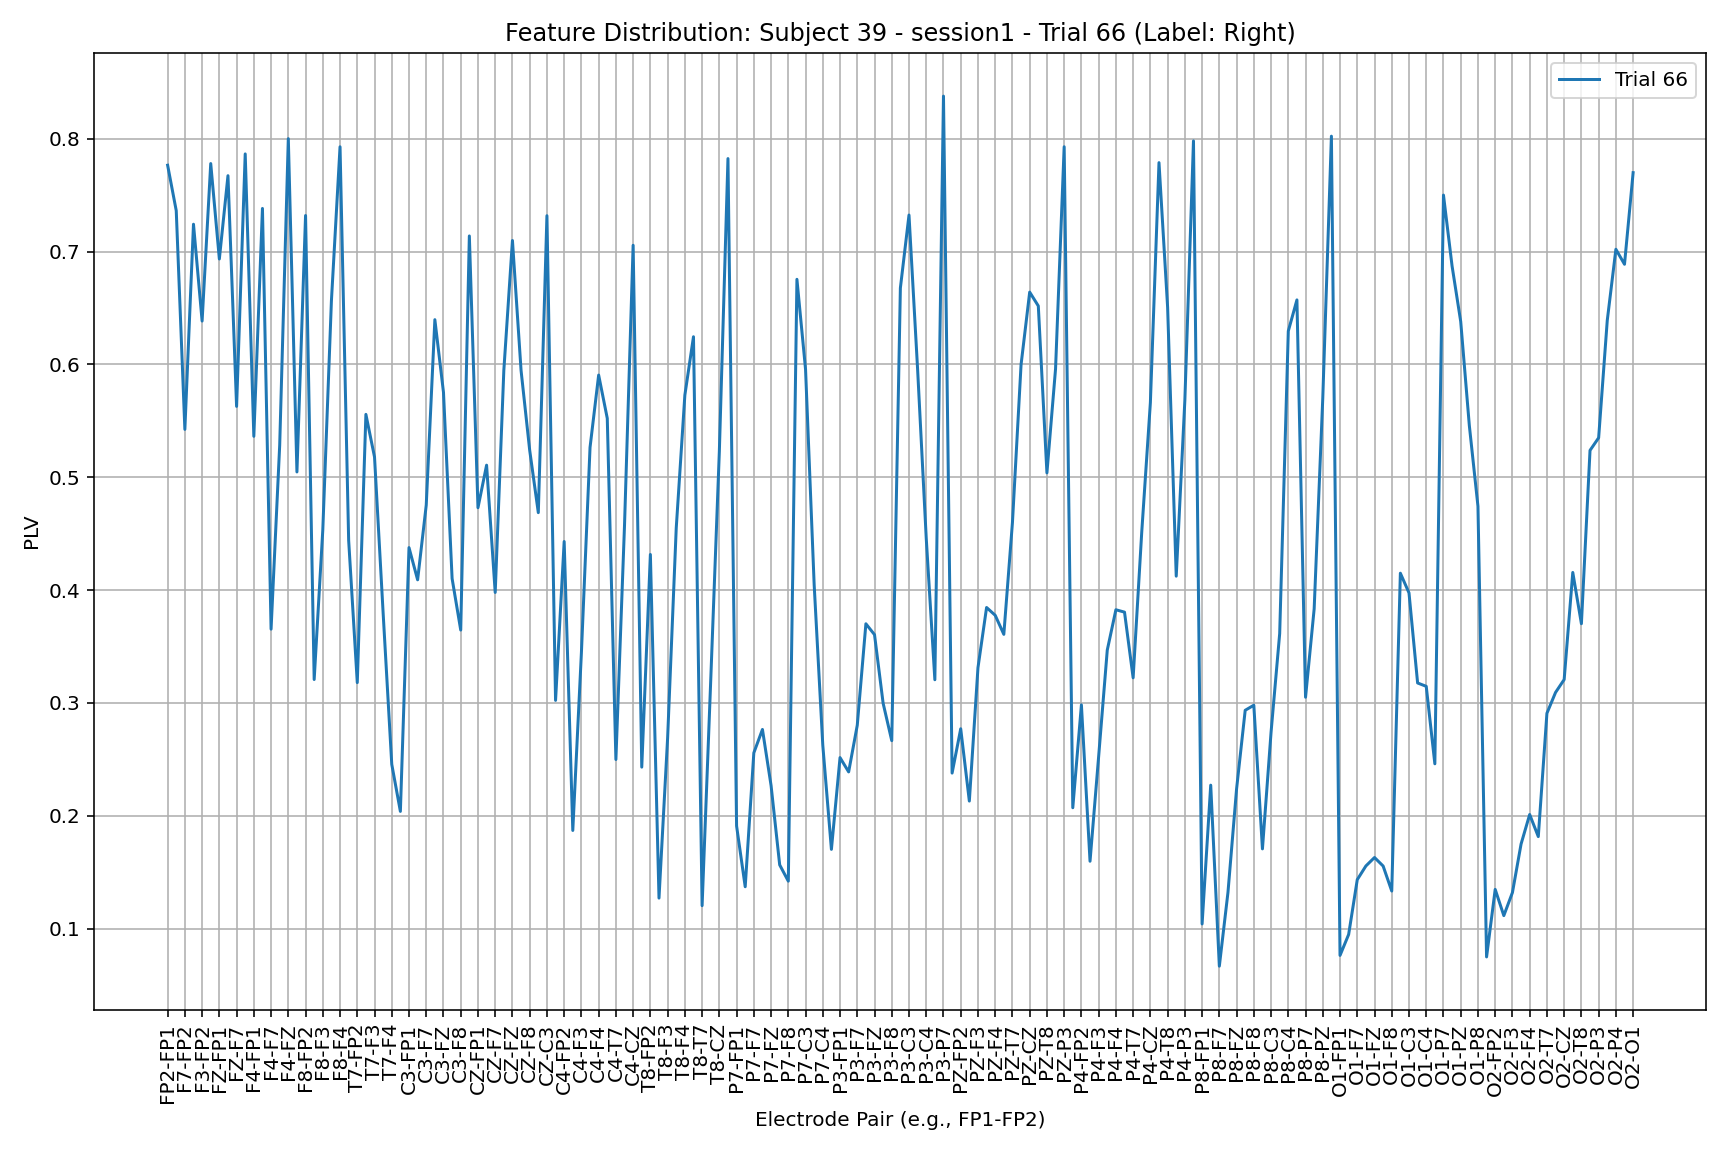 Feature Distribution: Subject 39 - session1 - Trial 66 (Label: Right)
Trial 66
PLV
0.8
0.7
0.6
0.5
0.4
0.3
0.2
0.1
FP2-FP1
F7-FP2
F3-FP2
FZ-FP1
FZ-F7
F4-FP1
F4-F7
F4-FZ
F8-FP2
F8-F3
F8-F4
T7-FP2
T7-F3
T7-F4
C3-FP1
C3-F7
C3-FZ
C3-F8
CZ-FP1
CZ-F7
CZ-FZ
CZ-F8
CZ-C3
C4-FP2
C4-F3
C4-F4
C4-T7
C4-CZ
T8-FP2
T8-F3
T8-F4
T8-T7
T8-CZ
P7-FP1
P7-F7
P7-FZ
P7-F8
P7-C3
P7-C4
P3-FP1
P3-F7
P3-FZ
P3-F8
P3-C3
P3-C4
P3-P7
PZ-FP2
PZ-F3
PZ-F4
PZ-T7
PZ-CZ
PZ-T8
PZ-P3
P4-FP2
P4-F3
P4-F4
P4-T7
P4-CZ
P4-T8
P4-P3
P8-FP1
P8-F7
P8-FZ
P8-F8
P8-C3
P8-C4
P8-P7
P8-PZ
O1-FP1
O1-F7
O1-FZ
O1-F8
O1-C3
O1-C4
O1-P7
O1-PZ
O1-P8
O2-FP2
O2-F3
O2-F4
O2-T7
O2-CZ
O2-T8
O2-P3
O2-P4
O2-O1
Electrode Pair (e.g., FP1-FP2)